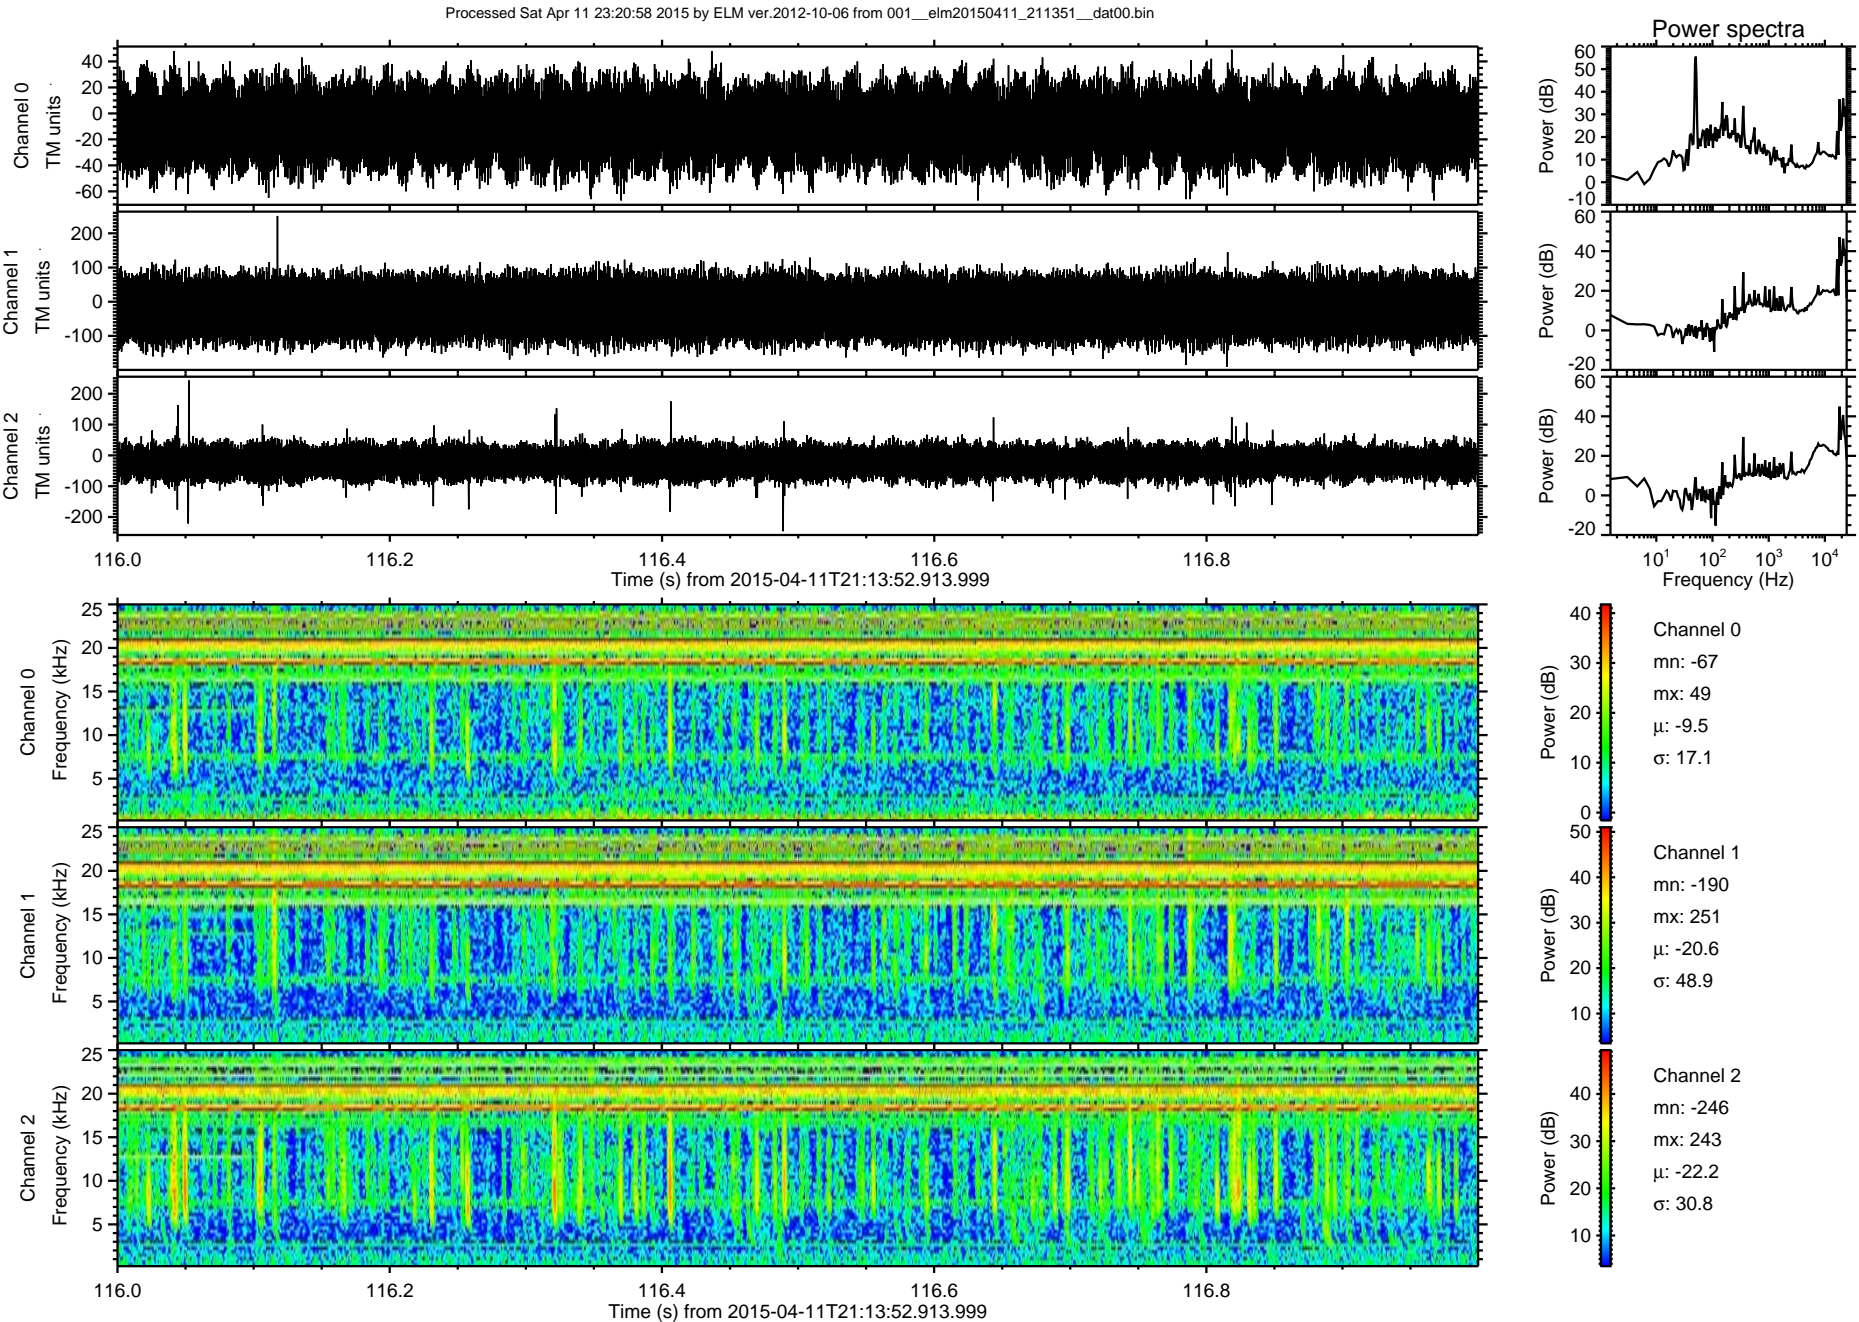 Processed Sat Apr 11 23:20:58 2015 by ELM ver.2012-10-06 from 001__elm20150411_211351__dat00.bin
Power spectra
Channel 0
TM units
40
20
0
-20
-40
-60
Power (dB)
60
50
40
30
20
10
0
-10
Channel 1
TM units
200
100
0
-100
Power (dB)
60
40
20
0
-20
Channel 2
TM units
200
100
0
-100
-200
Power (dB)
60
40
20
0
-20
116.0 116.2 116.4 116.6 116.8
Time (s) from 2015-04-11T21:13:52.913.999
10^1 10^2 10^3 10^4
Frequency (Hz)
Channel 0
Frequency (kHz)
25
20
15
10
5
Power (dB)
40
30
20
10
0
Channel 0
mn: -67
mx: 49
μ: -9.5
σ: 17.1
Channel 1
Frequency (kHz)
25
20
15
10
5
Power (dB)
50
40
30
20
10
Channel 1
mn: -190
mx: 251
μ: -20.6
σ: 48.9
Channel 2
Frequency (kHz)
25
20
15
10
5
Power (dB)
40
30
20
10
Channel 2
mn: -246
mx: 243
μ: -22.2
σ: 30.8
116.0 116.2 116.4 116.6 116.8
Time (s) from 2015-04-11T21:13:52.913.999